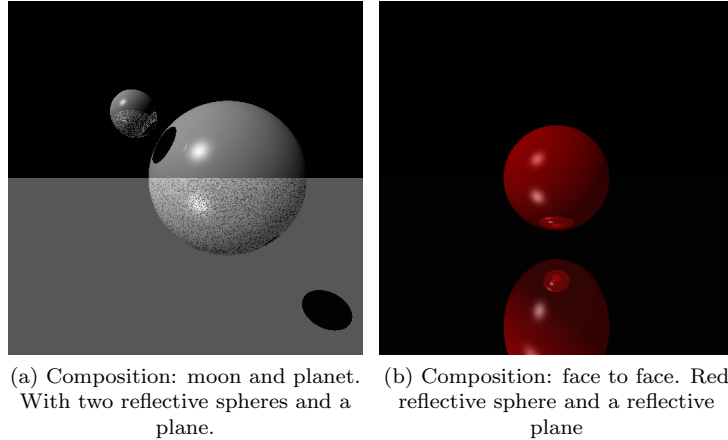 (a) Composition: moon and planet.
With two reflective spheres and a
plane.
(b) Composition: face to face. Red
reflective sphere and a reflective
plane